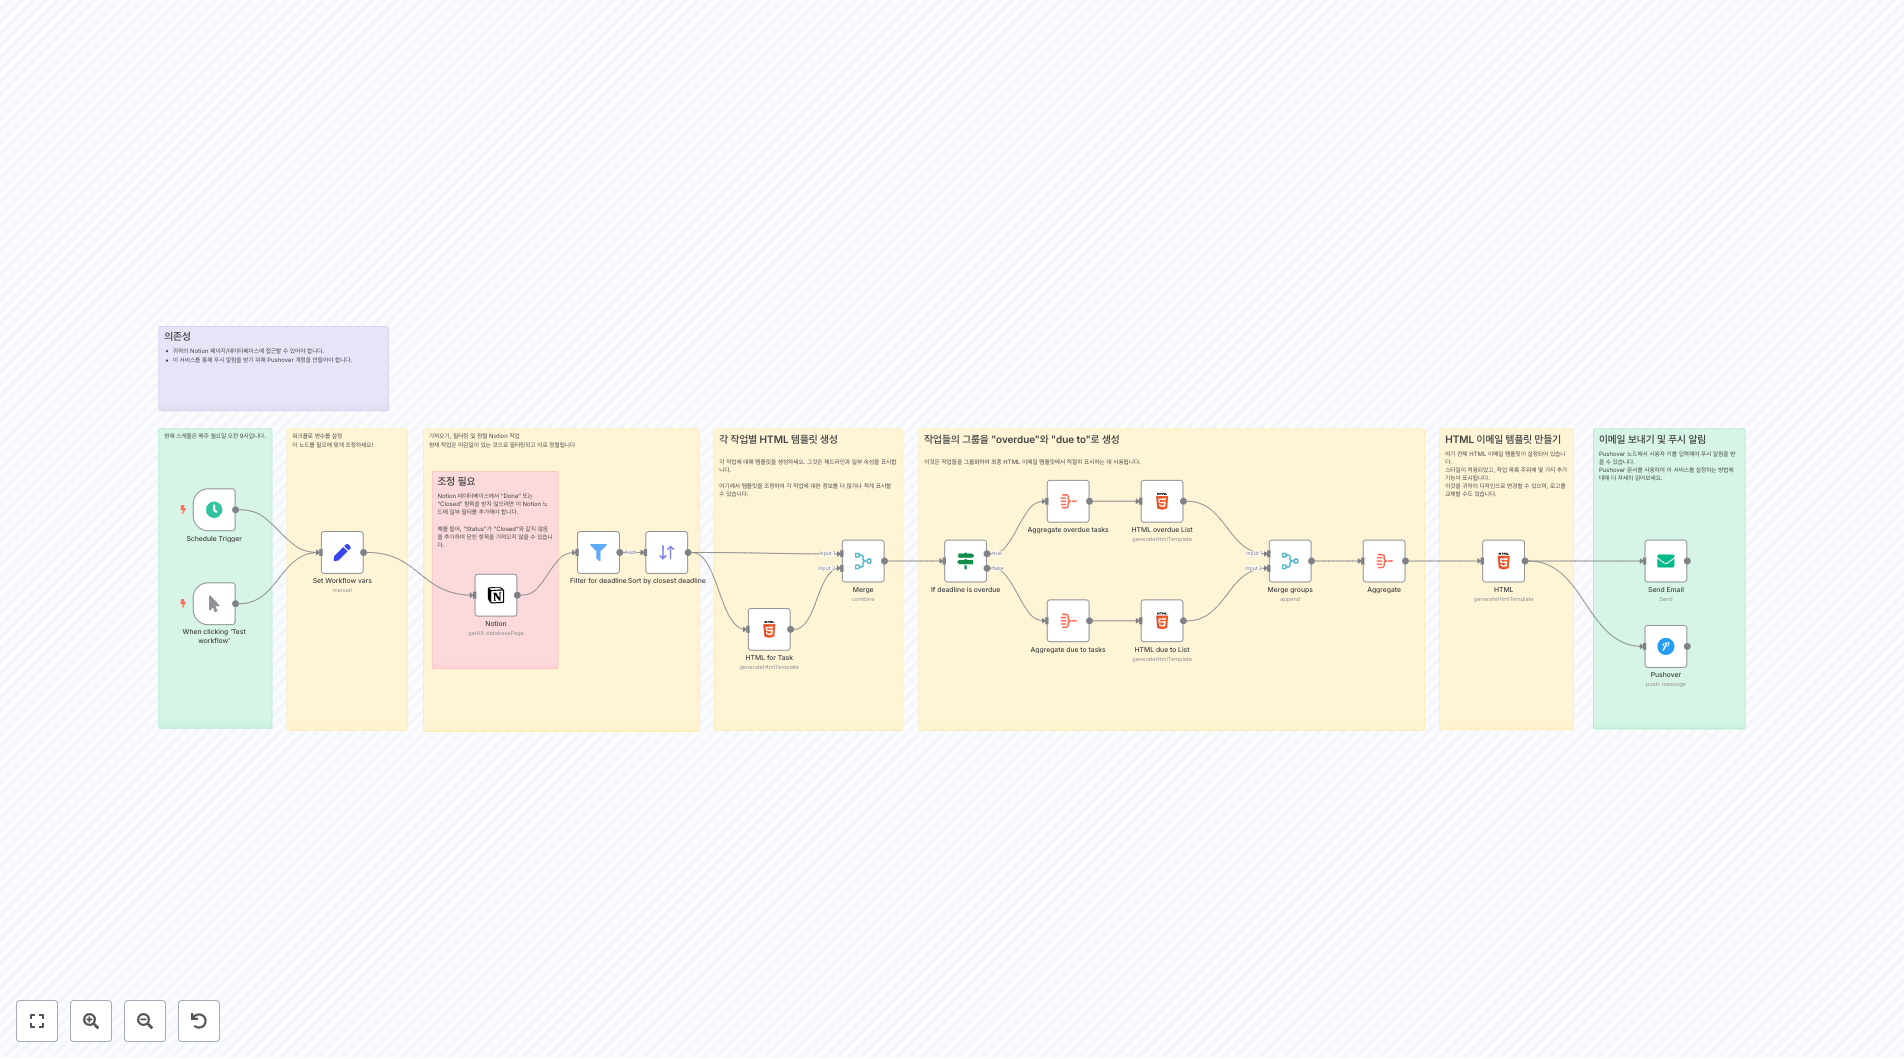 의존성
귀하의 Notion 페이지/데이터베이스에 접근할 수 있어야 합니다.
이 서비스를 통해 푸시 알림을 받기 위해 Pushover 계정을 만들어야 합니다.
현재 스케줄은 매주 월요일 오전 9시입니다.
Schedule Trigger
When clicking 'Test
workflow'
워크플로 변수를 설정
이 노드를 필요에 맞게 조정하세요!
Set Workflow vars
manual
가져오기, 필터링 및 정렬 Notion 작업
현재 작업은 마감일이 있는 것으로 필터링되고 이로 정렬됩니다
조정 필요
Notion 데이터베이스에서 "Done" 또는
"Closed" 항목을 받지 않으려면 이 Notion 노
드에 일부 필터를 추가해야 합니다.
예를 들어, "Status"가 "Closed"와 같지 않음
을 추가하여 닫힌 항목을 가져오지 않을 수 있습니
다.
Notion
getAll: databasePage
Filter for deadline
Kept
Sort by closest deadline
각 작업별 HTML 템플릿 생성
각 작업에 대해 템플릿을 생성하세요. 그것은 헤드라인과 일부 속성을 표시합
니다.
여기에서 템플릿을 조정하여 각 작업에 대한 정보를 더 많거나 적게 표시할
수 있습니다.
HTML for Task
generateHtmlTemplate
Input 1
Input 2
Merge
combine
작업들의 그룹을 "overdue"와 "due to"로 생성
이것은 작업들을 그룹화하여 최종 HTML 이메일 템플릿에서 적절히 표시하는 데 사용됩니다.
If deadline is overdue
true
false
Aggregate overdue tasks
HTML overdue List
generateHtmlTemplate
Aggregate due to tasks
HTML due to List
generateHtmlTemplate
Input 1
Input 2
Merge groups
append
Aggregate
HTML 이메일 템플릿 만들기
여기 전체 HTML 이메일 템플릿이 설정되어 있습니
다.
스타일이 적용되었고, 작업 목록 주위에 몇 가지 추가
기능이 표시됩니다.
이것을 귀하의 디자인으로 변경할 수 있으며, 로고를
교체할 수도 있습니다.
HTML
generateHtmlTemplate
이메일 보내기 및 푸시 알림
Pushover 노드에서 사용자 키를 입력해야 푸시 알림을 받
을 수 있습니다.
Pushover 문서를 사용하여 이 서비스를 설정하는 방법에
대해 더 자세히 읽어보세요.
Send Email
Send
Pushover
push: message